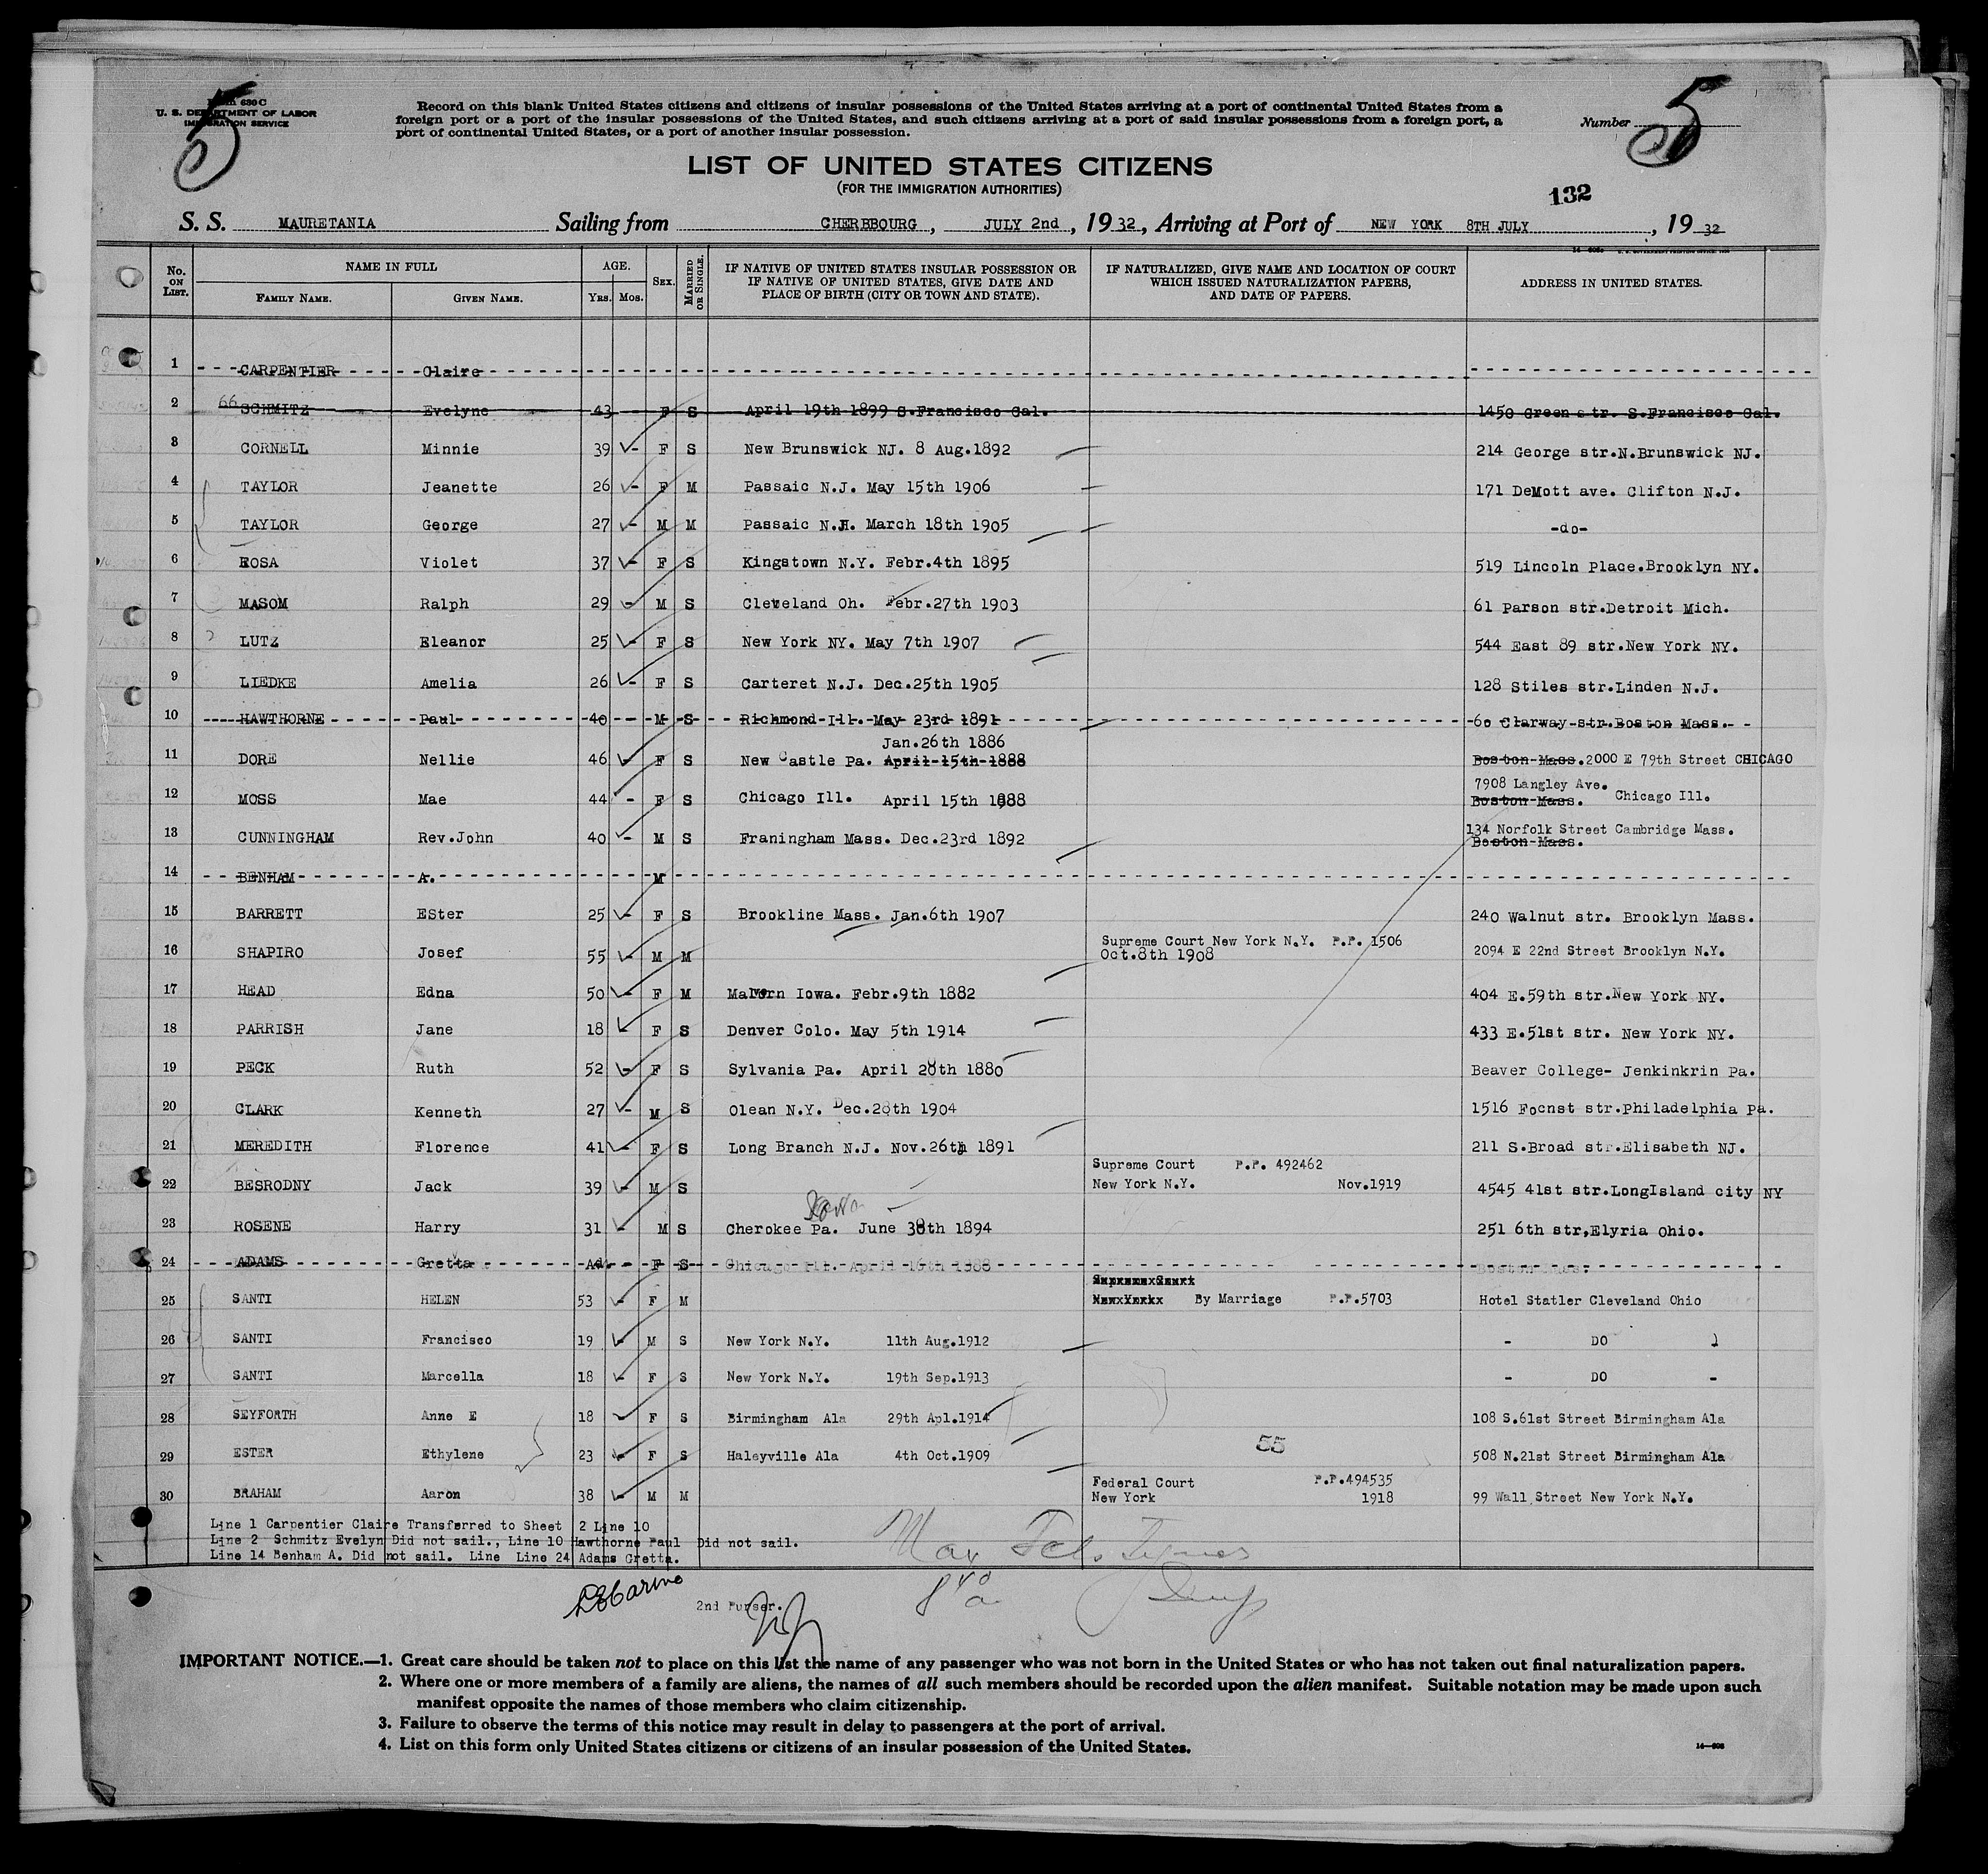 5
Form 630 C
U. S. DEPARTMENT OF LABOR
IMMIGRATION SERVICE
Record on this blank United States citizens and citizens of insular possessions of the United States arriving at a port of continental United States from a
foreign port or a port of the insular possessions of the United States, and such citizens arriving at a port of said insular possessions from a foreign port, a
port of continental United States, or a port of another insular possession.
Number 5
LIST OF UNITED STATES CITIZENS
(FOR THE IMMIGRATION AUTHORITIES)
132
S. S. MAURETANIA Sailing from CHERBBOURG, JULY 2nd, 1932, Arriving at Port of NEW YORK 8TH JULY, 1932
No. ON LIST. NAME IN FULL FAMILY NAME. GIVEN NAME. AGE. YRS. MOS. SEX. MARRIED OR SINGLE. IF NATIVE OF UNITED STATES INSULAR POSSESSION OR IF NATIVE OF UNITED STATES, GIVE DATE AND PLACE OF BIRTH (CITY OR TOWN AND STATE). IF NATURALIZED, GIVE NAME AND LOCATION OF COURT WHICH ISSUED NATURALIZATION PAPERS, AND DATE OF PAPERS. ADDRESS IN UNITED STATES.
1 CARPENTIER Claire
2 66 SCHMITZ Evelyne 43 F S April 19th 1899 S.Francisco Cal. 1450 Green str. S.Francisco Cal.
3 CORNELL Minnie 39 - F S New Brunswick NJ. 8 Aug.1892 214 George str.N.Brunswick NJ.
4 TAYLOR Jeanette 26 - F M Passaic N.J. May 15th 1906 171 DeMott ave. Clifton N.J.
5 TAYLOR George 27 - M M Passaic N.H. March 18th 1905 -do-
6 ROSA Violet 37 - F S Kingstown N.Y. Febr.4th 1895 519 Lincoln Place.Brooklyn NY.
7 MASOM Ralph 29 - M S Cleveland Oh. Febr.27th 1903 61 Parson str.Detroit Mich.
8 LUTZ Eleanor 25 - F S New York NY. May 7th 1907 544 East 89 str.New York NY.
9 LIEDKE Amelia 26 - F S Carteret N.J. Dec.25th 1905 128 Stiles str.Linden N.J.
10 HAWTHORNE Paul 40 - M S Richmond Ill. May 23rd 1891 60 Clarway str.Boston Mass.
Jan.26th 1886
11 DORE Nellie 46 - F S New Castle Pa. April 15th 1888 Boston Mass.2000 E 79th Street CHICAGO
7908 Langley Ave.
12 MOSS Mae 44 - F S Chicago Ill. April 15th 1888 Boston Mass. Chicago Ill.
134 Norfolk Street Cambridge Mass.
13 CUNNINGHAM Rev.John 40 - M S Franingham Mass. Dec.23rd 1892 Boston Mass.
14 BENHAM A. M
15 BARRETT ESter 25 - F S Brookline Mass. Jan.6th 1907 240 Walnut str. Brooklyn Mass.
Supreme Court New York N.Y. P.P. 1506
16 SHAPIRO Josef 55 - M M Oct.8th 1908 2094 E 22nd Street Brooklyn N.Y.
17 HEAD Edna 50 - F M Malvern Iowa. Febr.9th 1882 404 E.59th str.New York NY.
18 PARRISH Jane 18 - F S Denver Colo. May 5th 1914 433 E.51st str. New York NY.
19 PECK Ruth 52 - F S Sylvania Pa. April 28th 1880 Beaver College- Jenkinkrin Pa.
20 CLARK Kenneth 27 - M S Olean N.Y. Dec.28th 1904 1516 Focnst str.Philadelphia Pa.
21 MEREDITH Florence 41 - F S Long Branch N.J. Nov.26th 1891 211 S.Broad str.Elisabeth NJ.
Supreme Court P.P. 492462
22 BESRODNY Jack 39 - M S New York N.Y. Nov.1919 4545 41st str.LongIsland city NY
Iowa
23 ROSENE Harry 31 - M S Cherokee Pa. June 30th 1894 251 6th str,Elyria Ohio.
24 ADAMS Gretta Ad. - F S Chicago Ill. April 16th 1888 Boston Mass.
Supreme Court
25 SANTI HELEN 53 - F M New York By Marriage P.P.5703 Hotel Statler Cleveland Ohio
26 SANTI Francisco 19 - M S New York N.Y. 11th Aug.1912 - DO
27 SANTI Marcella 18 - F S New York N.Y. 19th Sep.1913 - DO -
28 SEYFORTH Anne E 18 - F S Birmingham Ala 29th Apl.1914 108 S.61st Street Birmingham Ala
55
29 ESTER Ethylene 23 - F S Haleyville Ala 4th Oct.1909 508 N.21st Street Birmingham Ala
Federal Court P.P.494535
30 BRAHAM Aaron 38 - M M New York 1918 99 Wall Street New York N.Y.
Line 1 Carpentier Claire Transferred to Sheet 2 Line 10
Line 2 Schmitz Evelyn Did not sail., Line 10 Hawthorne Paul Did not sail.
Line 14 Benham A. Did not sail. Line Line 24 Adams Gretta.
2nd Purser.
IMPORTANT NOTICE.—1. Great care should be taken not to place on this list the name of any passenger who was not born in the United States or who has not taken out final naturalization papers.
2. Where one or more members of a family are aliens, the names of all such members should be recorded upon the alien manifest. Suitable notation may be made upon such
manifest opposite the names of those members who claim citizenship.
3. Failure to observe the terms of this notice may result in delay to passengers at the port of arrival.
4. List on this form only United States citizens or citizens of an insular possession of the United States.